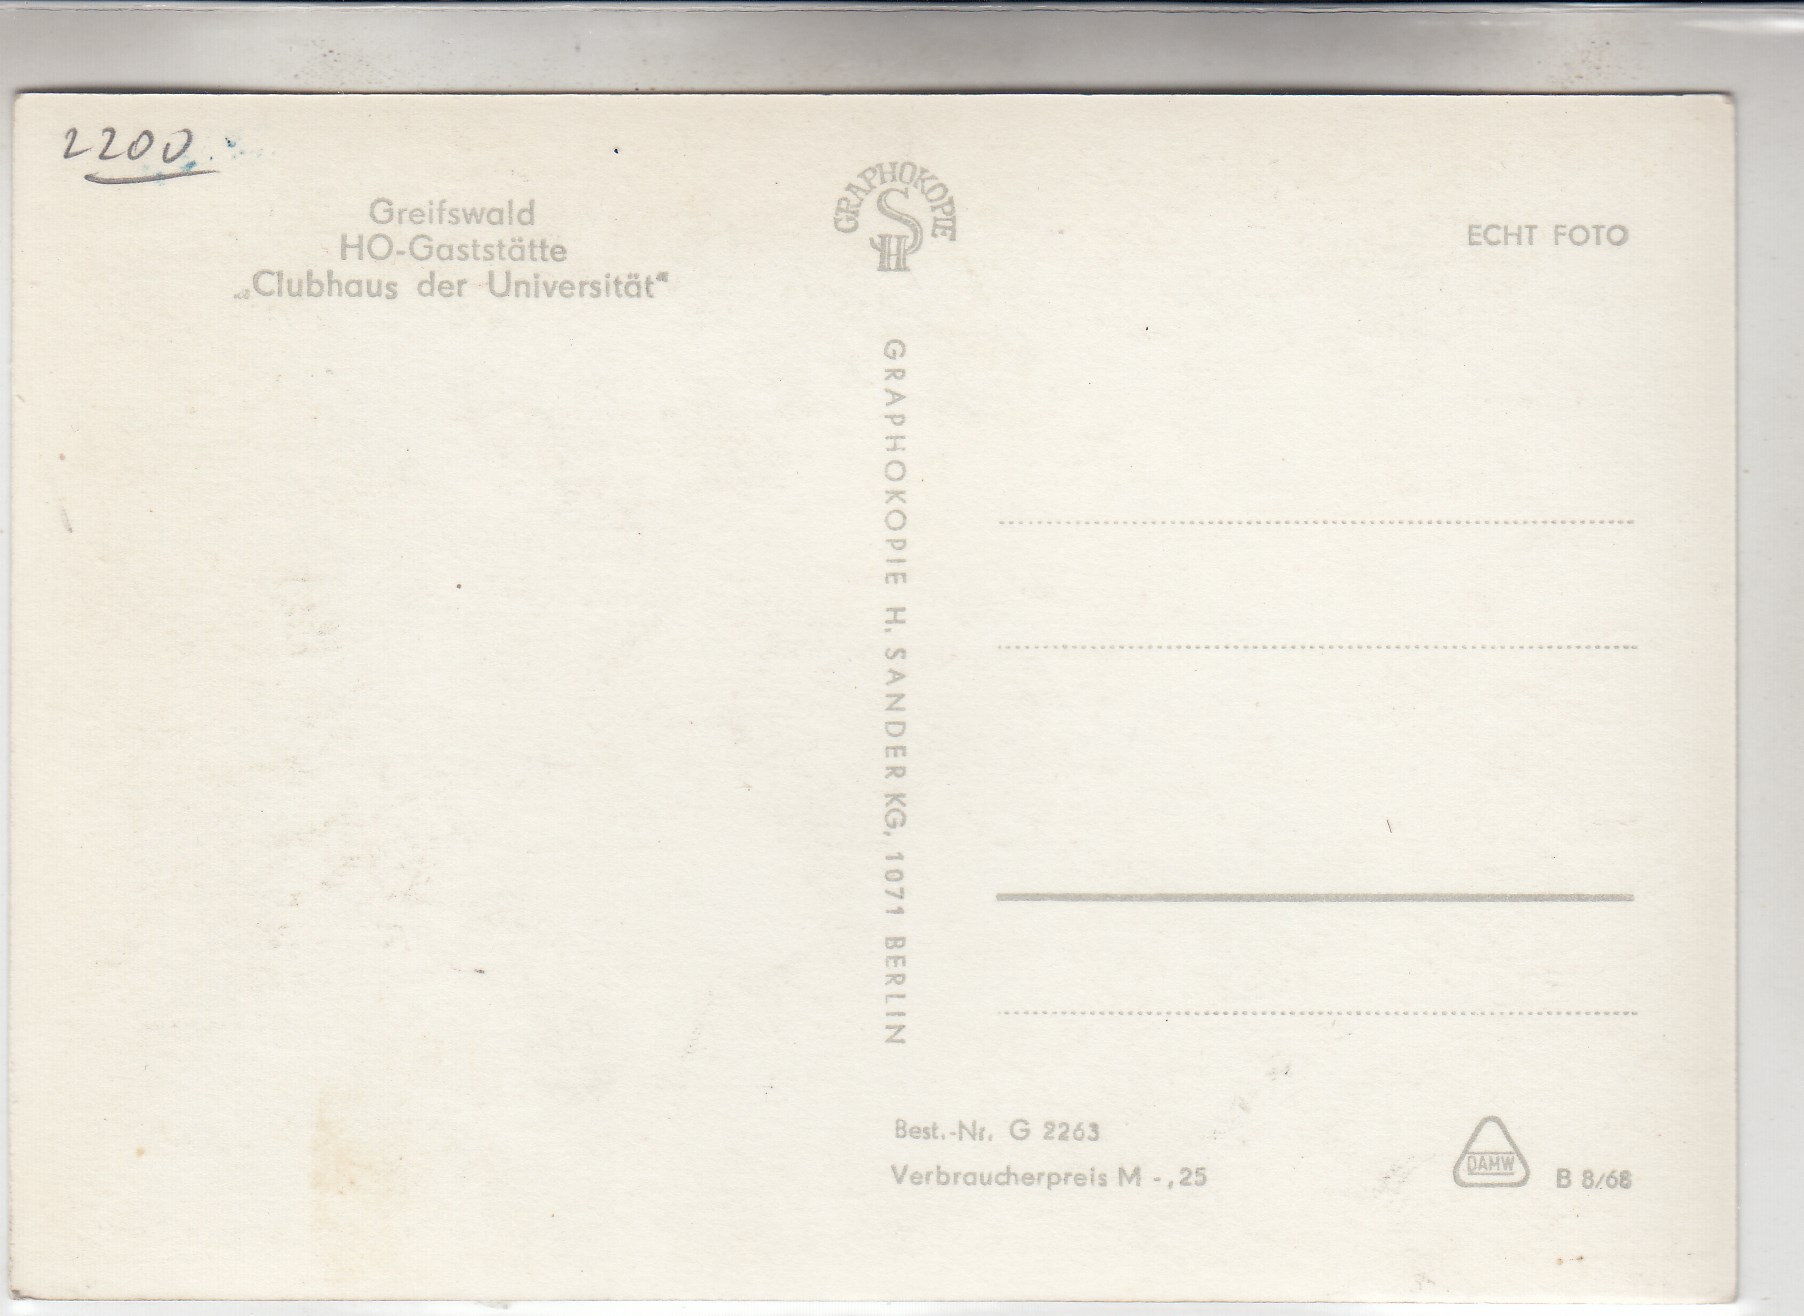 2200
Greifswald
HO-Gaststätte
„Clubhaus der Universität“
GRAPHOKOPIE
H S
ECHT FOTO
GRAPHOKOPIE H. SANDER KG, 1071 BERLIN
Best.-Nr. G 2263
Verbraucherpreis M -,25
DAMW
B 8/68